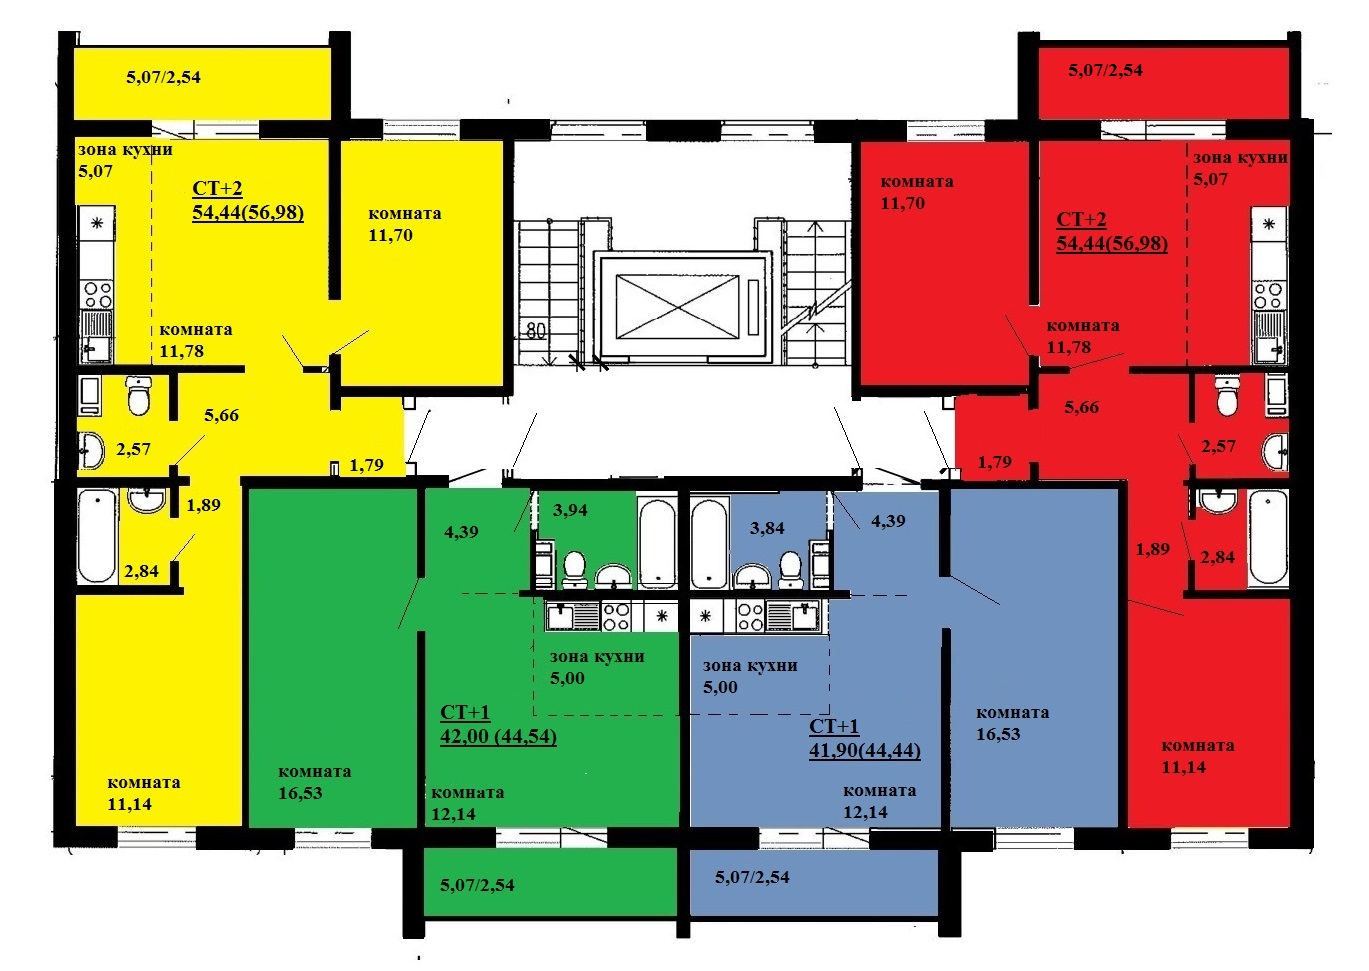 5,07/2,54
5,07/2,54
зона кухни
5,07
СТ+2
54,44(56,98)
комната
11,70
комната
11,78
комната
11,70
зона кухни
5,07
СТ+2
54,44(56,98)
комната
11,78
80
5,66
2,57
1,79
1,89
2,84
комната
11,14
5,66
2,57
1,79
1,89
2,84
комната
11,14
4,39
3,94
зона кухни
5,00
СТ+1
42,00 (44,54)
комната
16,53
комната
12,14
5,07/2,54
3,84
4,39
зона кухни
5,00
СТ+1
41,90(44,44)
комната
16,53
комната
12,14
5,07/2,54